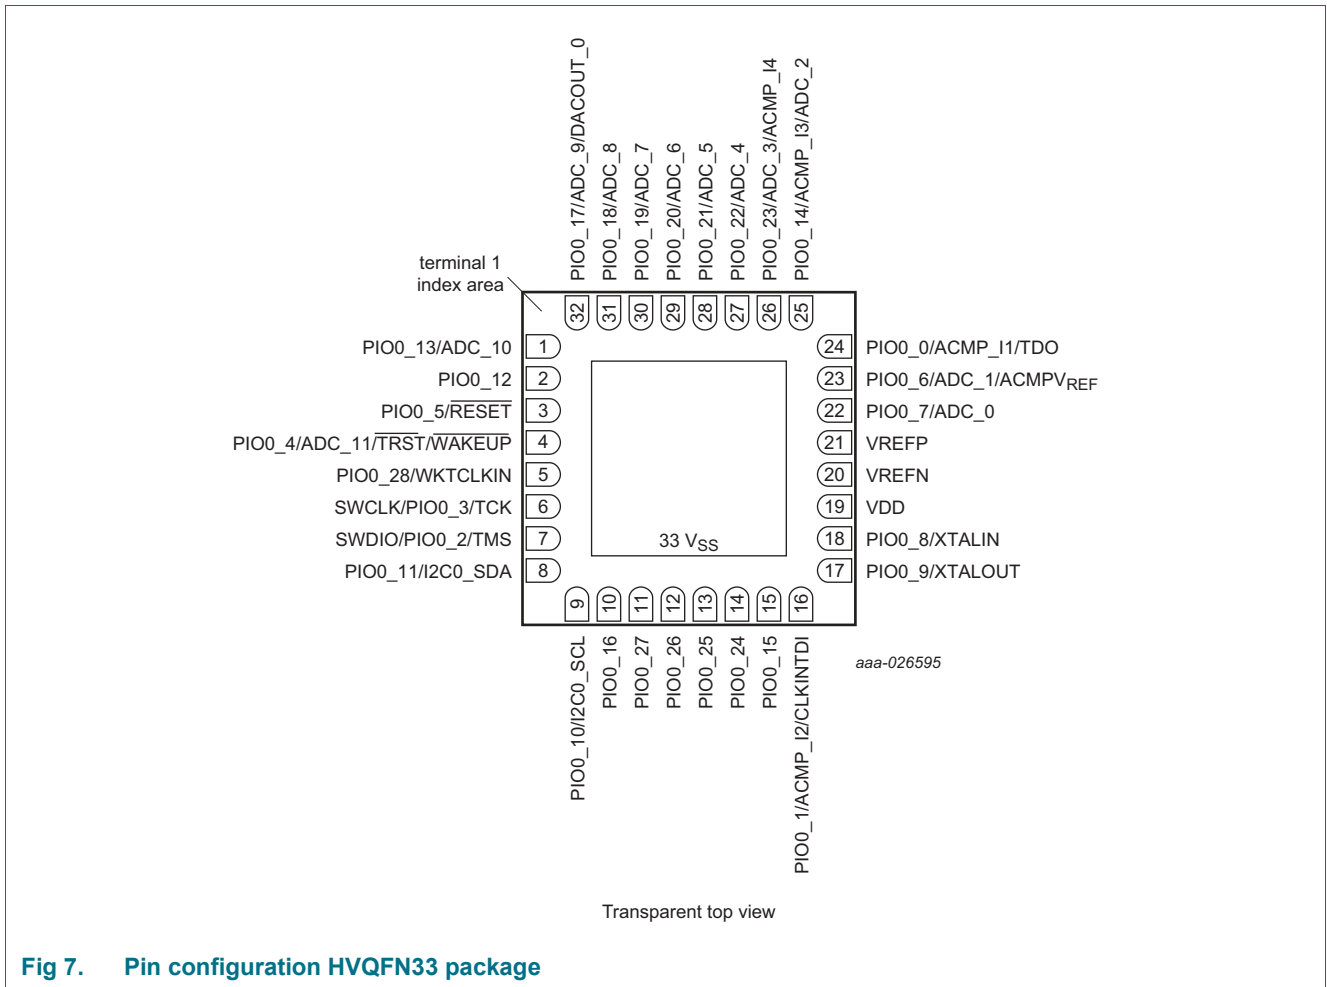 PIO0_17/ADC_9/DACOUT_0
PIO0_18/ADC_8
PIO0_19/ADC_7
PIO0_20/ADC_6
PIO0_21/ADC_5
PIO0_22/ADC_4
PIO0_23/ADC_3/ACMP_I4
PIO0_14/ACMP_I3/ADC_2
terminal 1
index area
32 31 30 29 28 27 26 25
PIO0_13/ADC_10 1
PIO0_12 2
PIO0_5/RESET 3
PIO0_4/ADC_11/TRST/WAKEUP 4
PIO0_28/WKTCLKIN 5
SWCLK/PIO0_3/TCK 6
SWDIO/PIO0_2/TMS 7
PIO0_11/I2C0_SDA 8
24 PIO0_0/ACMP_I1/TDO
23 PIO0_6/ADC_1/ACMPVREF
22 PIO0_7/ADC_0
21 VREFP
20 VREFN
19 VDD
18 PIO0_8/XTALIN
17 PIO0_9/XTALOUT
33 VSS
9 10 11 12 13 14 15 16
PIO0_10/I2C0_SCL
PIO0_16
PIO0_27
PIO0_26
PIO0_25
PIO0_24
PIO0_15
PIO0_1/ACMP_I2/CLKINTDI
aaa-026595
Transparent top view
Fig 7. Pin configuration HVQFN33 package